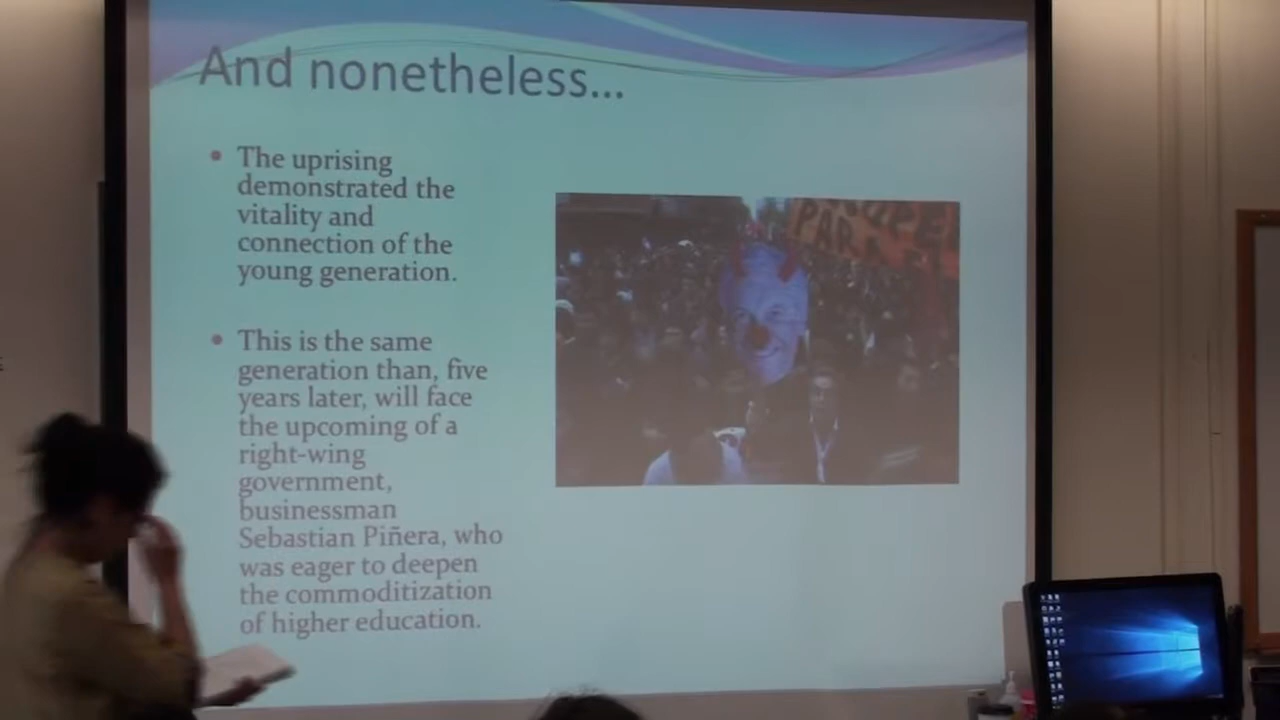 And nonetheless...
• The uprising
demonstrated the
vitality and
connection of the
young generation.
• This is the same
generation than, five
years later, will face
the upcoming of a
right-wing
government,
businessman
Sebastian Piñera, who
was eager to deepen
the commoditization
of higher education.
PAR